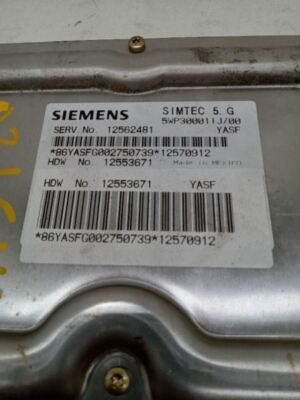 SIEMENS SIMTEC 5.G
5WP300011J/00
SERV.No. 12562481 YASF
*86YASFG002750739*12570912
HDW No. 12553671 Made in MEXICO
HDW No. 12553671 YASF
*86YASFG002750739*12570912